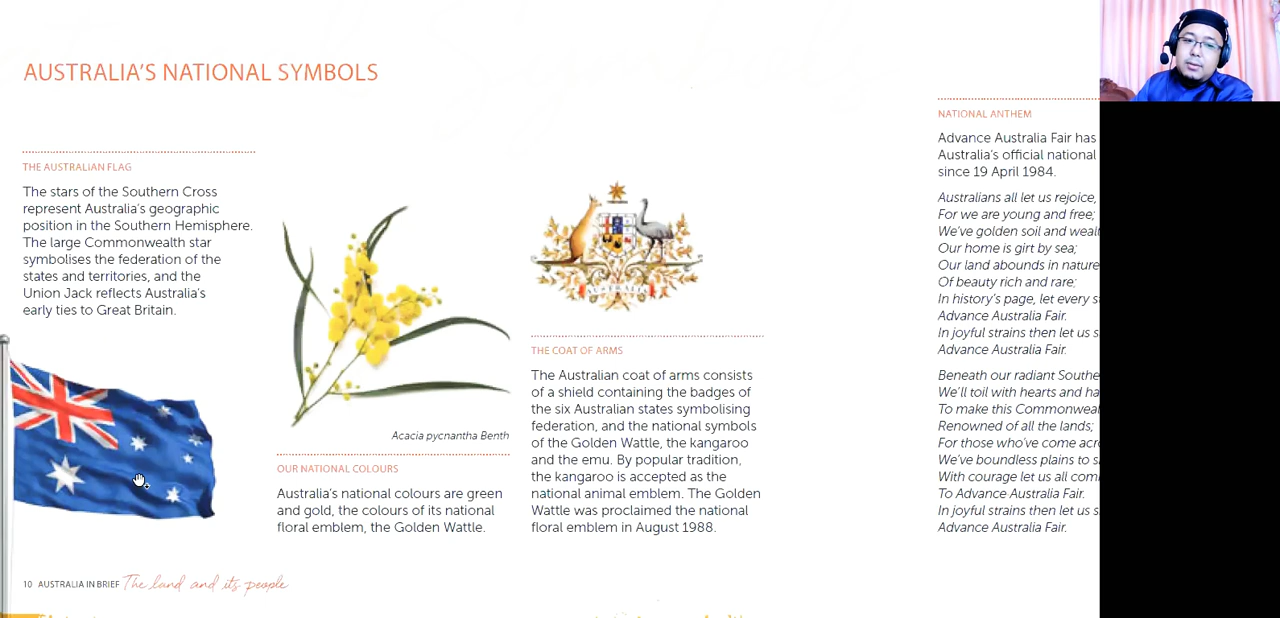 AUSTRALIA'S NATIONAL SYMBOLS
THE AUSTRALIAN FLAG
The stars of the Southern Cross
represent Australia's geographic
position in the Southern Hemisphere.
The large Commonwealth star
symbolises the federation of the
states and territories, and the
Union Jack reflects Australia's
early ties to Great Britain.
Acacia pycnantha Benth
OUR NATIONAL COLOURS
Australia's national colours are green
and gold, the colours of its national
floral emblem, the Golden Wattle.
AUSTRALIA
THE COAT OF ARMS
The Australian coat of arms consists
of a shield containing the badges of
the six Australian states symbolising
federation, and the national symbols
of the Golden Wattle, the kangaroo
and the emu. By popular tradition,
the kangaroo is accepted as the
national animal emblem. The Golden
Wattle was proclaimed the national
floral emblem in August 1988.
NATIONAL ANTHEM
Advance Australia Fair has
Australia's official national
since 19 April 1984.
Australians all let us rejoice,
For we are young and free;
We've golden soil and
Our home is girt by sea;
Our land abounds in nature
Of beauty rich and rare;
In history's page, let every
Advance Australia Fair.
In joyful strains then let us
Advance Australia Fair.
Beneath our radiant
We'll toil with hearts and
To make this
Renowned of all the lands;
For those who've come
We've boundless plains to
With courage let us all
To Advance Australia Fair.
In joyful strains then let us
Advance Australia Fair.
10 AUSTRALIA IN BRIEF The land and its people